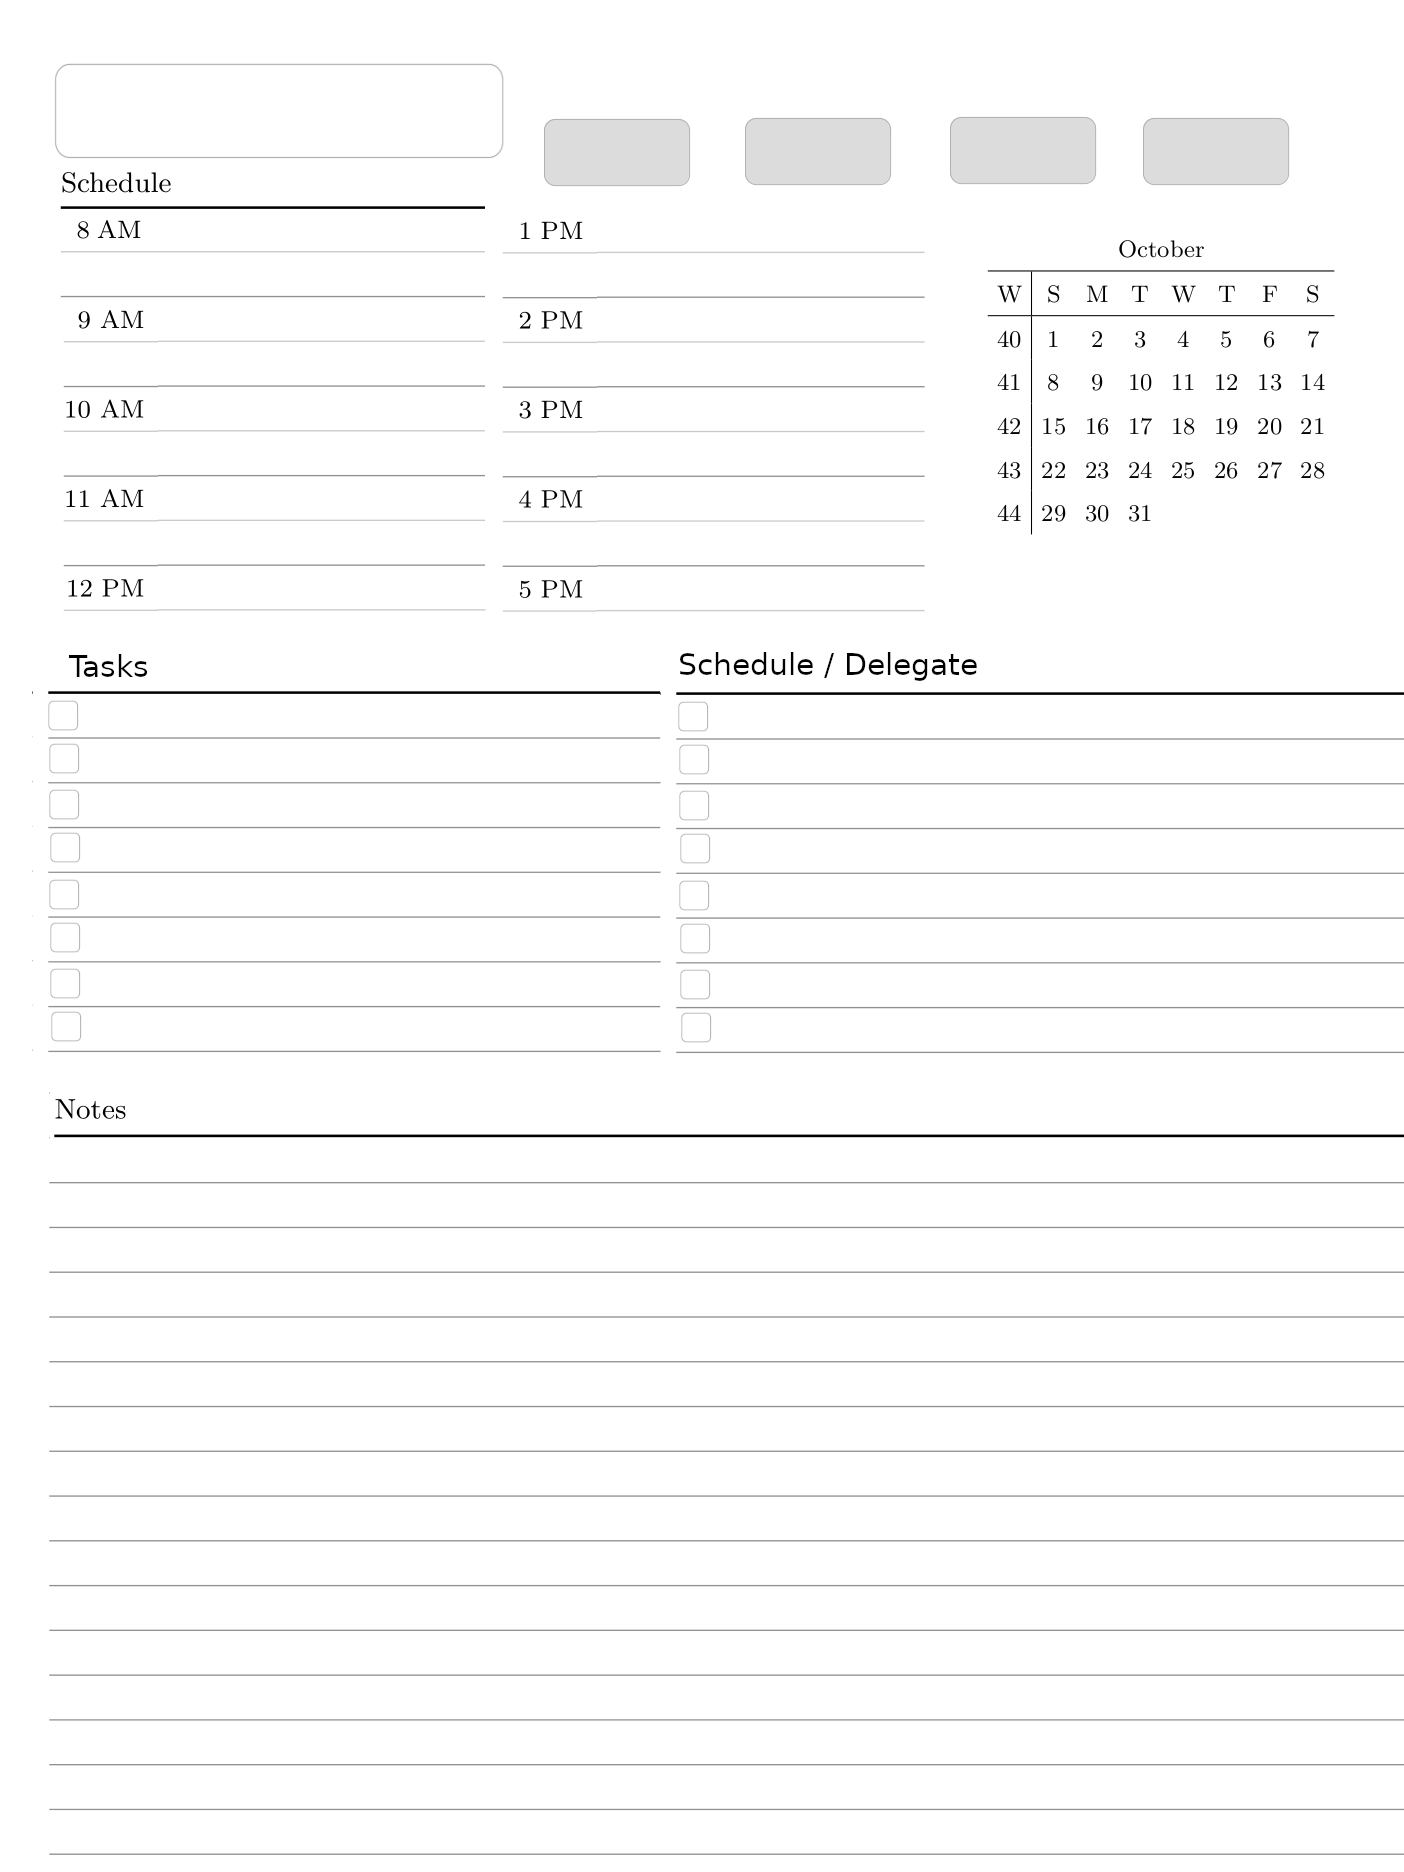 Schedule
8 AM
9 AM
10 AM
11 AM
12 PM
1 PM
2 PM
3 PM
4 PM
5 PM
October
W S M T W T F S
40 1 2 3 4 5 6 7
41 8 9 10 11 12 13 14
42 15 16 17 18 19 20 21
43 22 23 24 25 26 27 28
44 29 30 31
Tasks
Schedule / Delegate
Notes